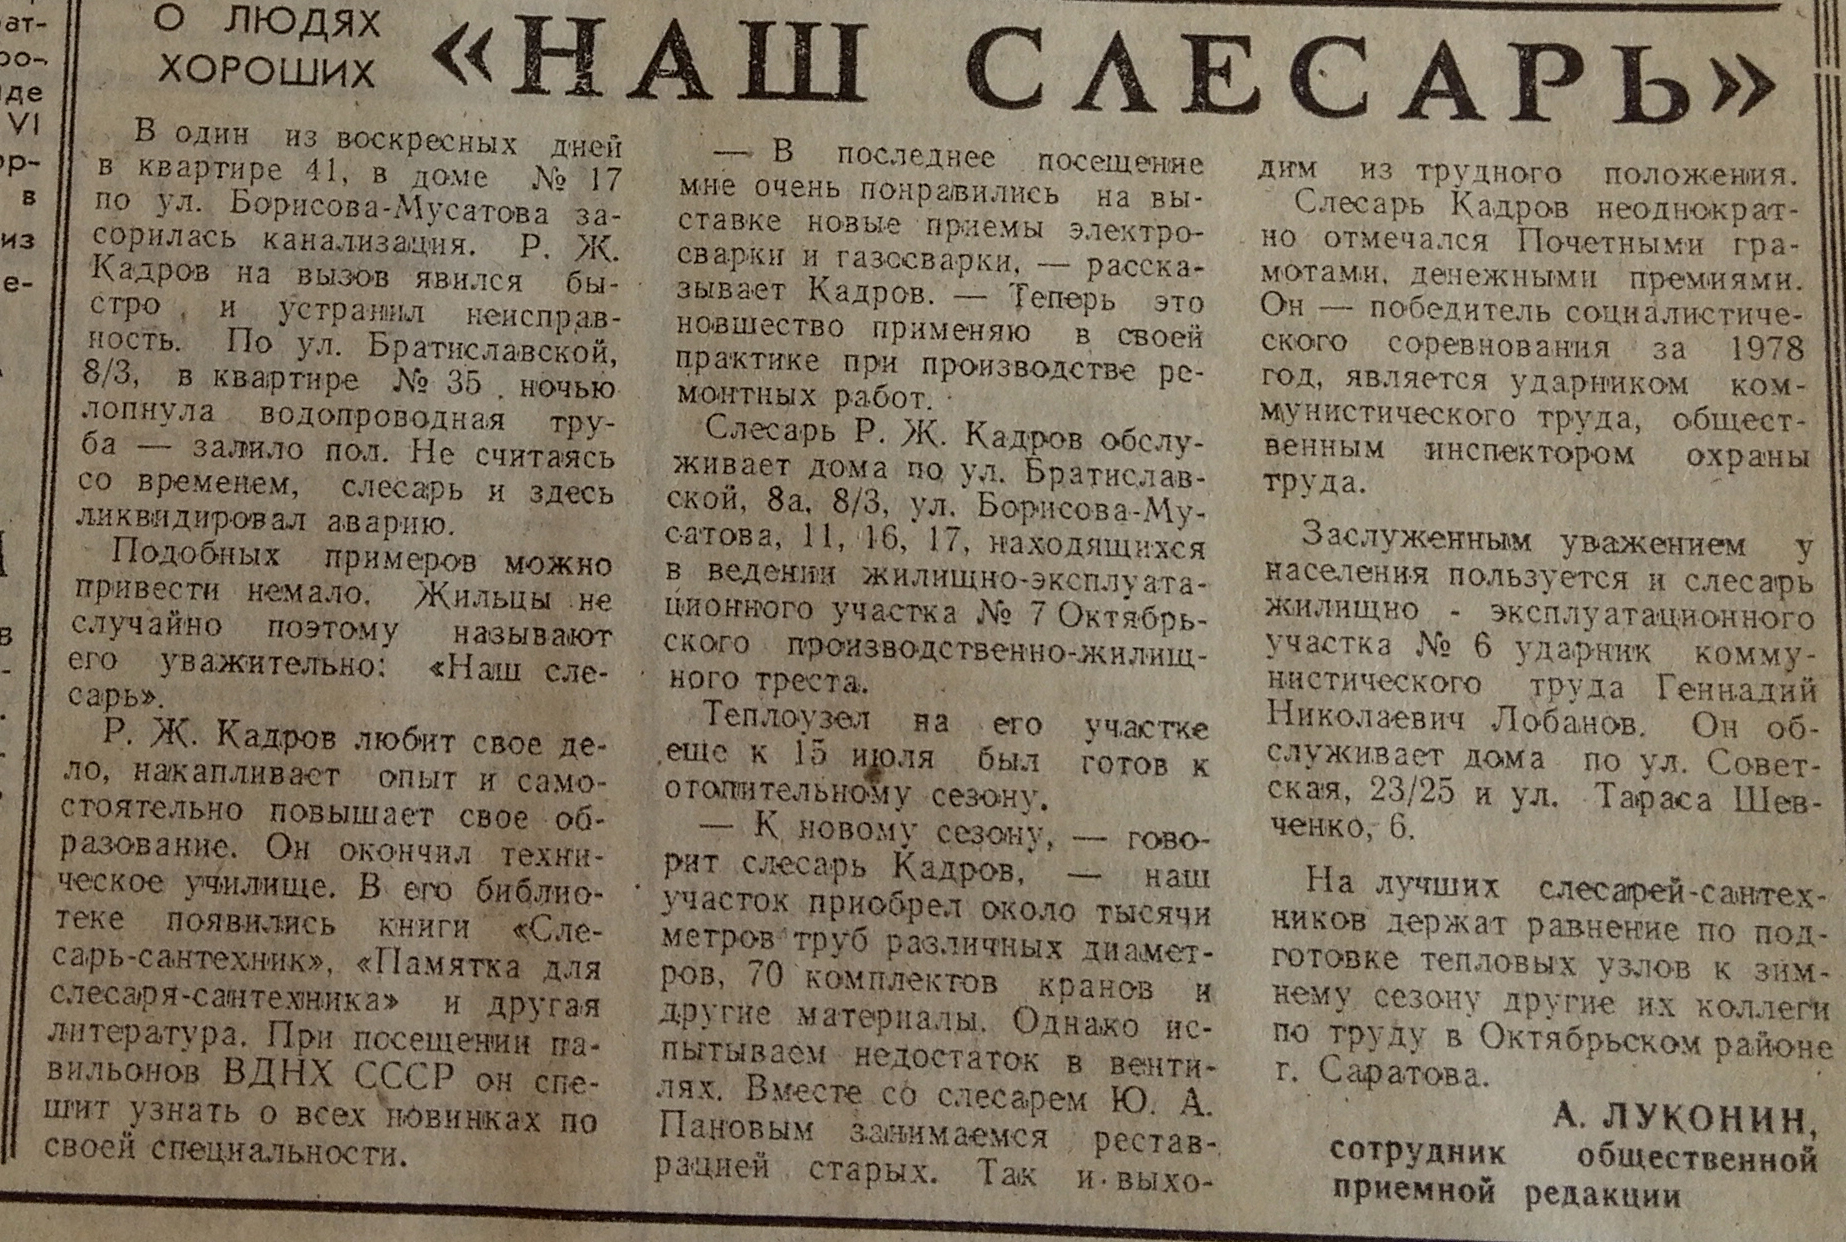 О ЛЮДЯХ
ХОРОШИХ
«НАШ СЛЕСАРЬ»
В один из воскресных дней
в квартире 41, в доме № 17
по ул. Борисова-Мусатова за-
сорилась канализация. Р. Ж.
Кадров на вызов явился бы-
стро и устранил неисправ-
ность. По ул. Братиславской,
8/3, в квартире № 35 ночью
лопнула водопроводная тру-
ба — залило пол. Не считаясь
со временем, слесарь и здесь
ликвидировал аварию.
Подобных примеров можно
привести немало. Жильцы не
случайно поэтому называют
его уважительно: «Наш сле-
сарь».
Р. Ж. Кадров любит свое де-
ло, накапливает опыт и само-
стоятельно повышает свое об-
разование. Он окончил техни-
ческое училище. В его библио-
теке появились книги «Сле-
сарь-сантехник», «Памятка для
слесаря-сантехника» и другая
литература. При посещении па-
вильонов ВДНХ СССР он спе-
шит узнать о всех новинках по
своей специальности.
— В последнее посещение
мне очень понравились на вы-
ставке новые приемы электро-
сварки и газосварки, — расска-
зывает Кадров. — Теперь это
новшество применяю в своей
практике при производстве ре-
монтных работ.
Слесарь Р. Ж. Кадров обслу-
живает дома по ул. Братислав-
ской, 8а, 8/3, ул. Борисова-Му-
сатова, 11, 16, 17, находящихся
в ведении жилищно-эксплуата-
ционного участка № 7 Октябрь-
ского производственно-жилищ-
ного треста.
Теплоузел на его участке
еще к 15 июля был готов к
отопительному сезону.
— К новому сезону, — гово-
рит слесарь Кадров, — наш
участок приобрел около тысячи
метров труб различных диамет-
ров, 70 комплектов кранов и
другие материалы. Однако ис-
пытываем недостаток в венти-
лях. Вместе со слесарем Ю. А.
Пановым занимаемся рестав-
рацией старых. Так и выхо-
дим из трудного положения.
Слесарь Кадров неоднократ-
но отмечался Почетными гра-
мотами, денежными премиями.
Он — победитель социалистиче-
ского соревнования за 1978
год, является ударником ком-
мунистического труда, общест-
венным инспектором охраны
труда.
Заслуженным уважением у
населения пользуется и слесарь
жилищно - эксплуатационного
участка № 6 ударник комму-
нистического труда Геннадий
Николаевич Лобанов. Он об-
служивает дома по ул. Совет-
ская, 23/25 и ул. Тараса Шев-
ченко, 6.
На лучших слесарей-сантех-
ников держат равнение по под-
готовке тепловых узлов к зим-
нему сезону другие их коллеги
по труду в Октябрьском районе
г. Саратова.
А. ЛУКОНИН,
сотрудник общественной
приемной редакции